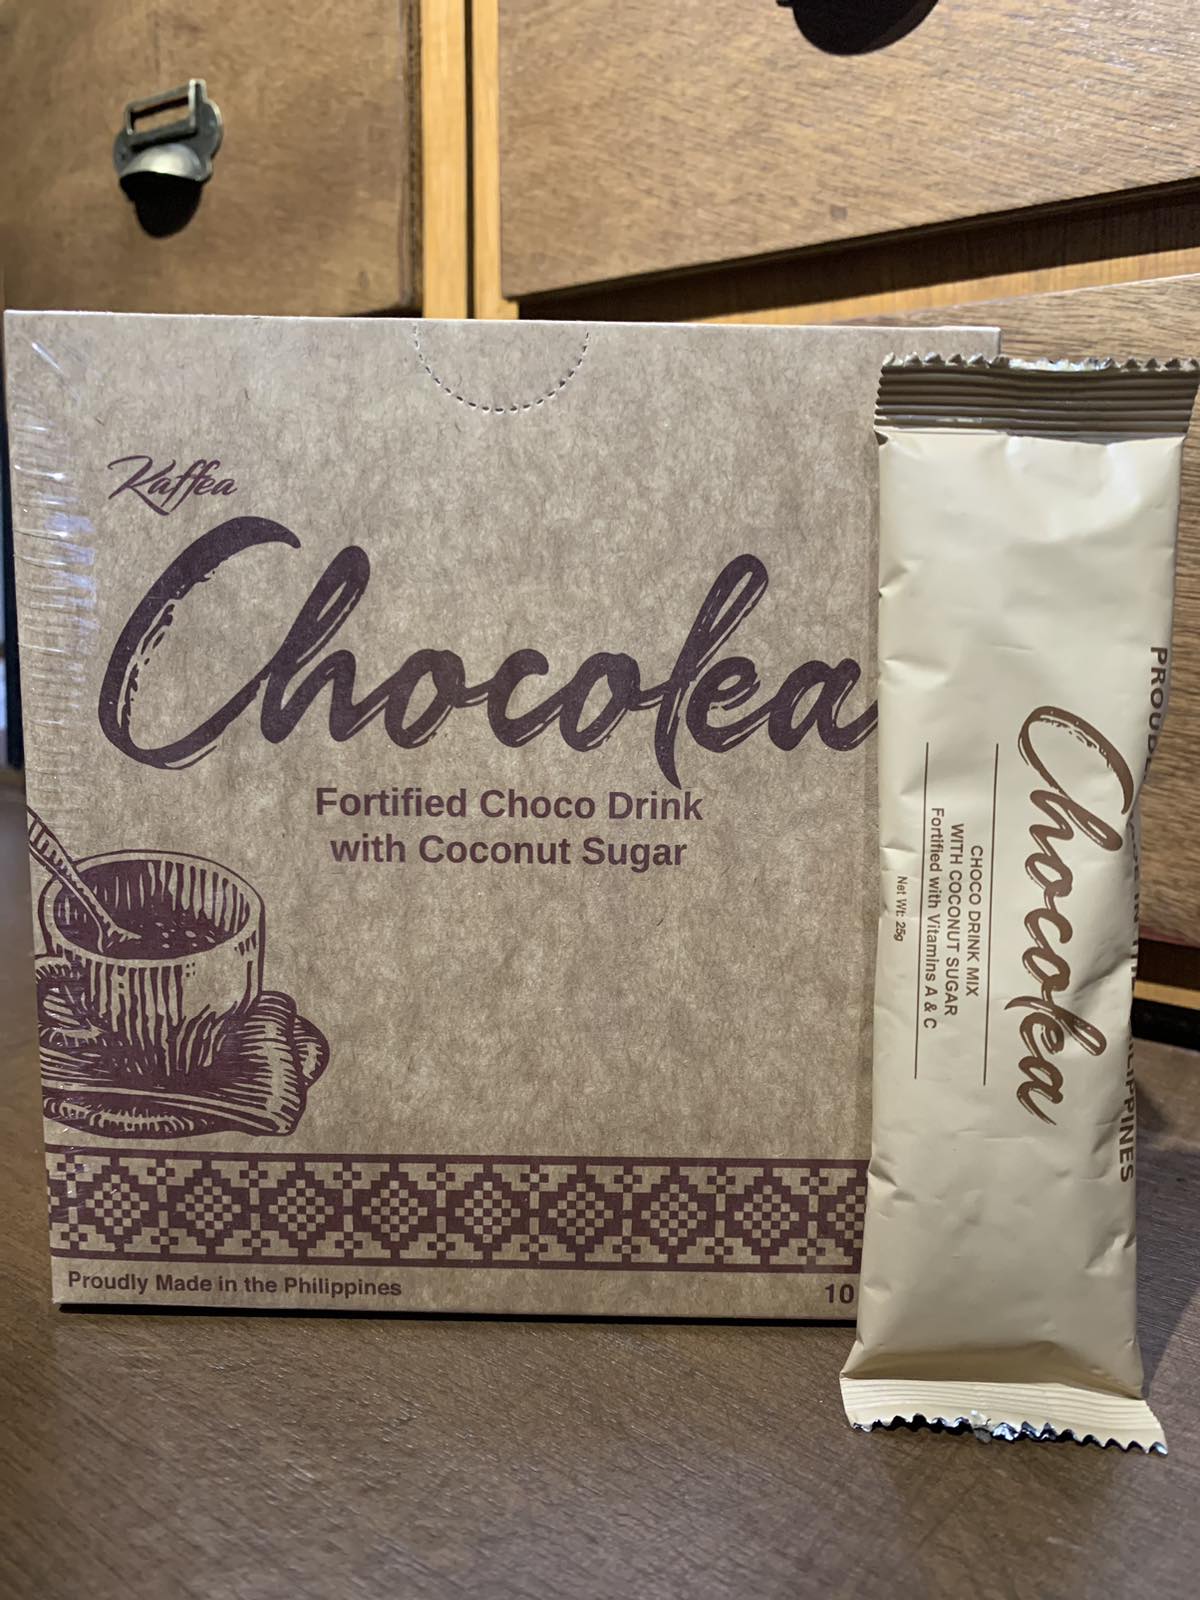 Kaffea
Chocolea
Fortified Choco Drink
with Coconut Sugar
Proudly Made in the Philippines
10
Chocolea
CHOCO DRINK MIX
WITH COCONUT SUGAR
Fortified with Vitamins A & C
Net Wt: 25g